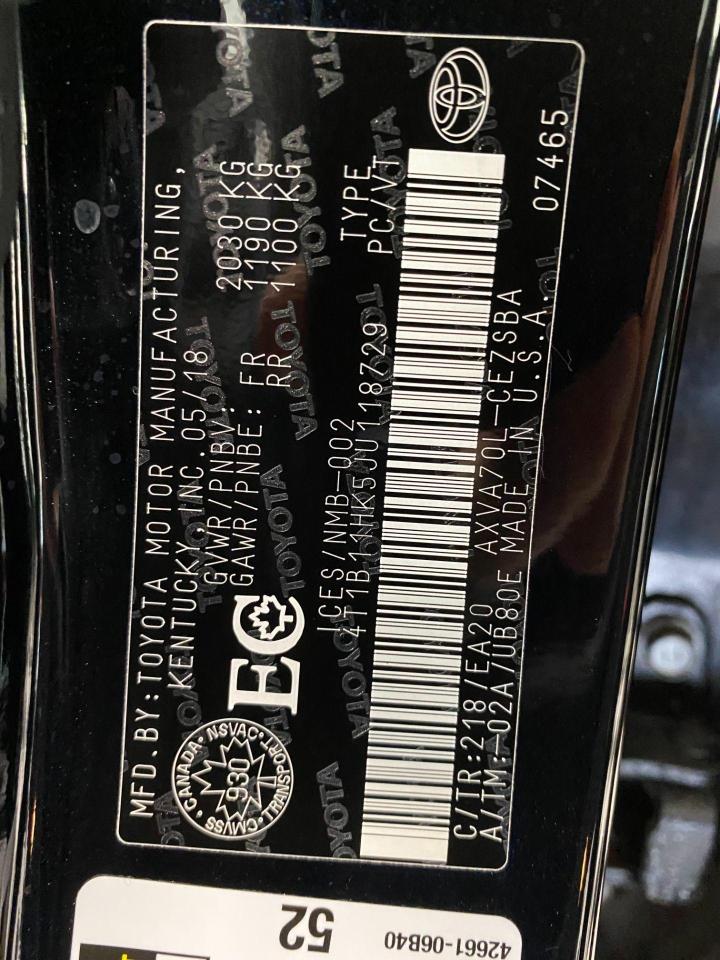 MFD.BY:TOYOTA MOTOR MANUFACTURING,
KENTUCKY,INC.05/18
GVWR/PNBV: 2030 KG
GAWR/PNBE: FR 1190 KG
RR 1100 KG
CANADA • NSVAC • TRANSPORT • CMVSS
930
ICES/NMB-002 TYPE
4T1B11HK5JU118729 PC/VT
C/TR:218/EA20 AXVA70L-CEZSBA
A/TM:-02A/UB80E MADE IN U.S.A. 07465
52
42661-06B40